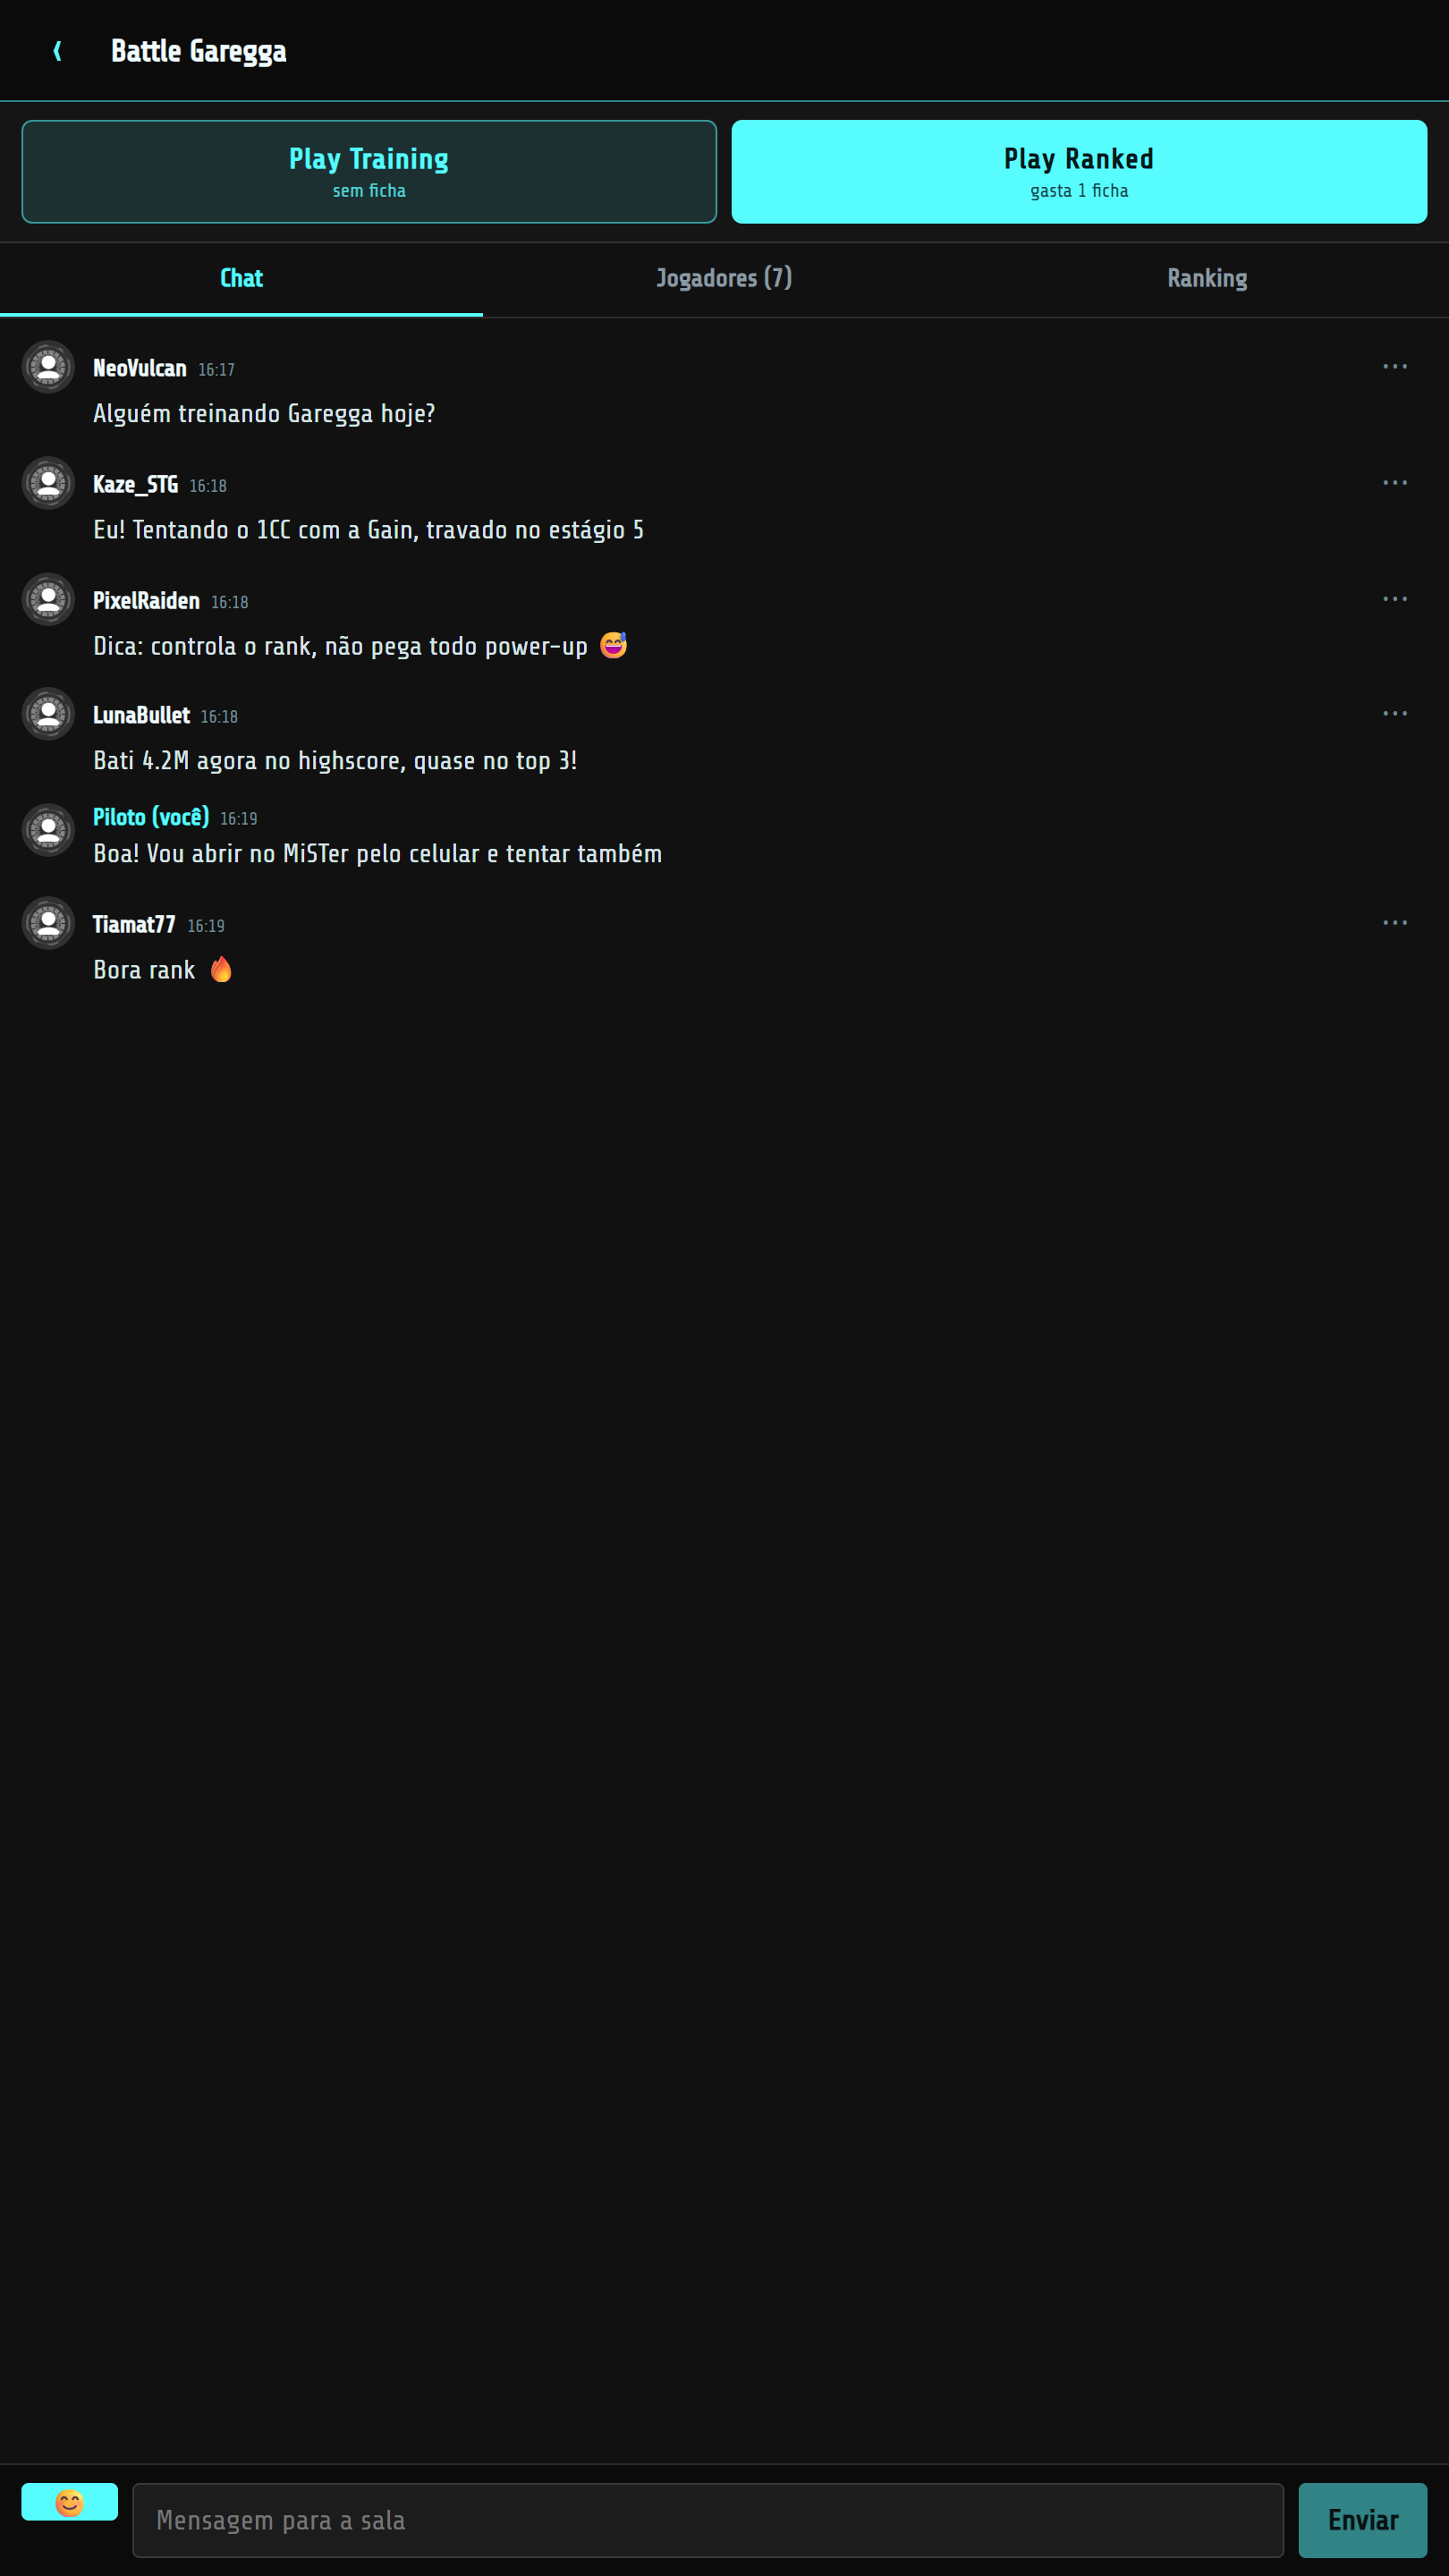 Battle Garegga
Play Training
sem ficha
Play Ranked
gasta 1 ficha
Chat
Jogadores (7)
Ranking
NeoVulcan 16:17
Alguém treinando Garegga hoje?
Kaze_STG 16:18
Eu! Tentando o 1CC com a Gain, travado no estágio 5
PixelRaiden 16:18
Dica: controla o rank, não pega todo power-up 😅
LunaBullet 16:18
Bati 4.2M agora no highscore, quase no top 3!
Piloto (você) 16:19
Boa! Vou abrir no MiSTer pelo celular e tentar também
Tiamat77 16:19
Bora rank 🔥
😊
Mensagem para a sala
Enviar